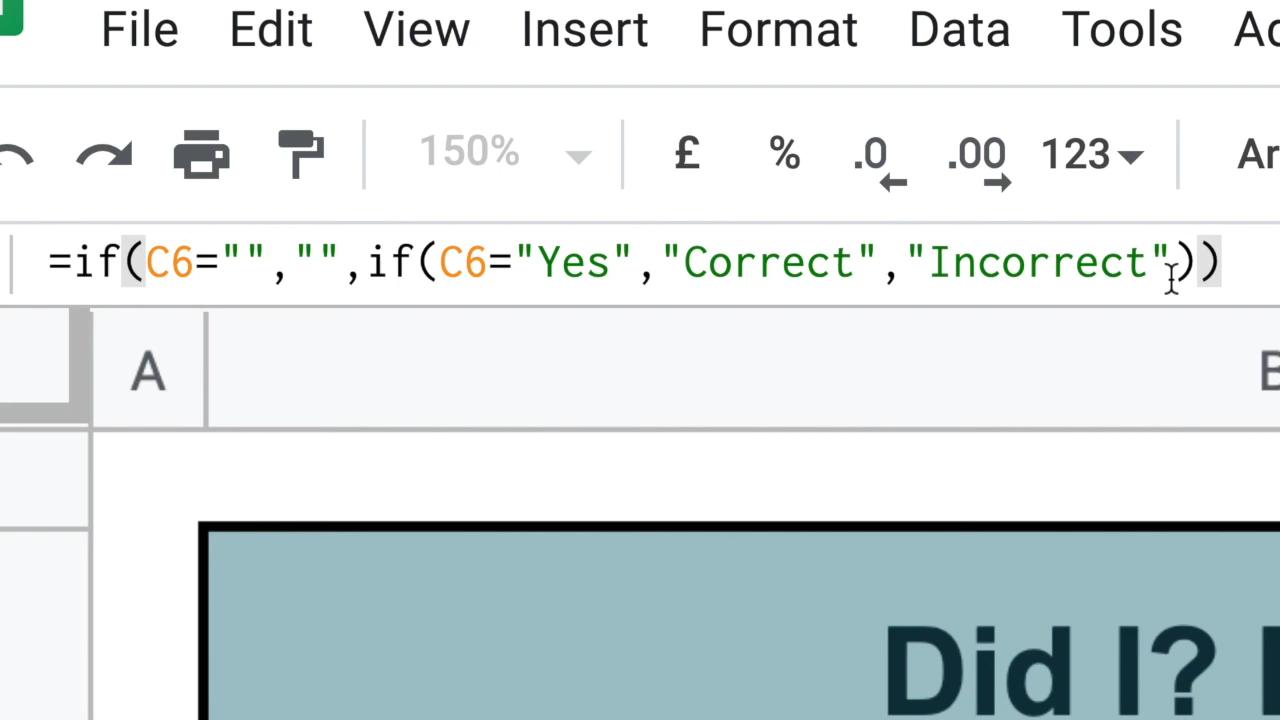 File Edit View Insert Format Data Tools
150% £ % .0 .00 123
=if(C6="","",if(C6="Yes","Correct","Incorrect"))
A B
Did I?